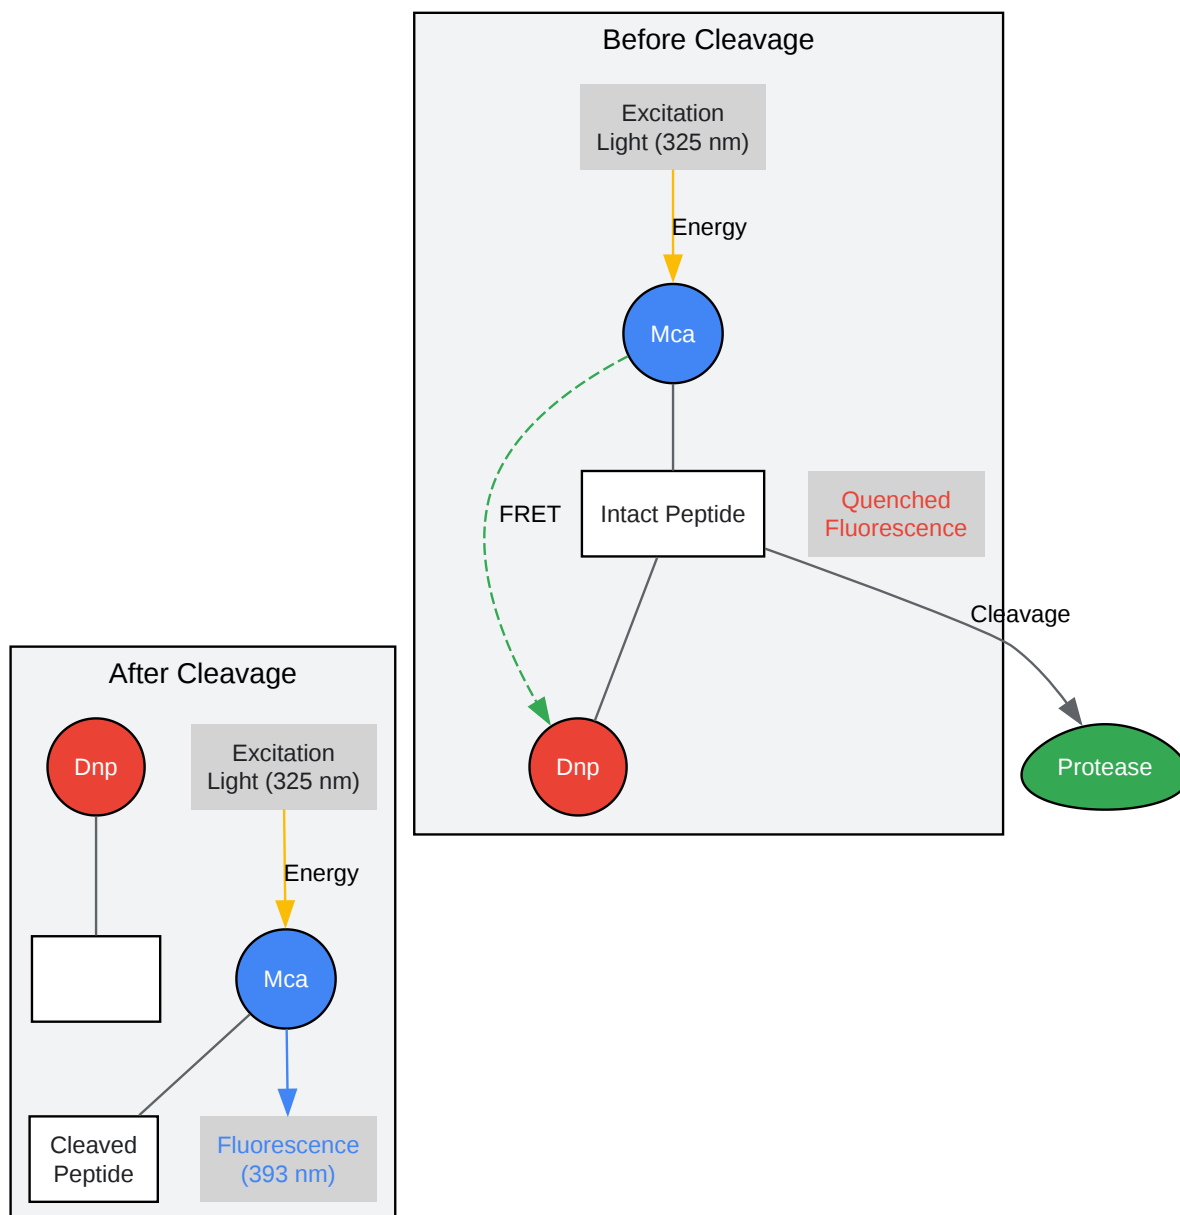 Before Cleavage
Excitation
Light (325 nm)
Energy
Mca
FRET
Intact Peptide
Quenched
Fluorescence
Cleavage
Dnp
Protease
After Cleavage
Dnp
Excitation
Light (325 nm)
Energy
Mca
Cleaved
Peptide
Fluorescence
(393 nm)